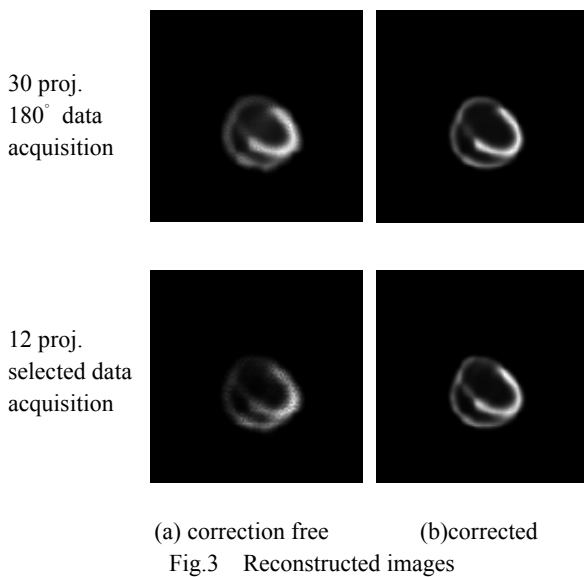 30 proj.
180° data
acquisition
12 proj.
selected data
acquisition
(a) correction free (b)corrected
Fig.3 Reconstructed images